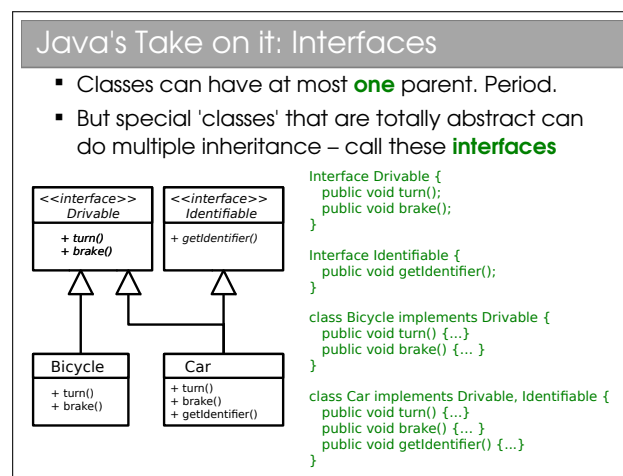 Java's Take on it: Interfaces
▪ Classes can have at most one parent. Period.
▪ But special 'classes' that are totally abstract can
do multiple inheritance – call these interfaces
<<interface>>
Drivable
+ turn()
+ brake()
<<interface>>
Identifiable
+ getIdentifier()
Bicycle
+ turn()
+ brake()
Car
+ turn()
+ brake()
+ getIdentifier()
Interface Drivable {
public void turn();
public void brake();
}
Interface Identifiable {
public void getIdentifier();
}
class Bicycle implements Drivable {
public void turn() {...}
public void brake() {... }
}
class Car implements Drivable, Identifiable {
public void turn() {...}
public void brake() {... }
public void getIdentifier() {...}
}